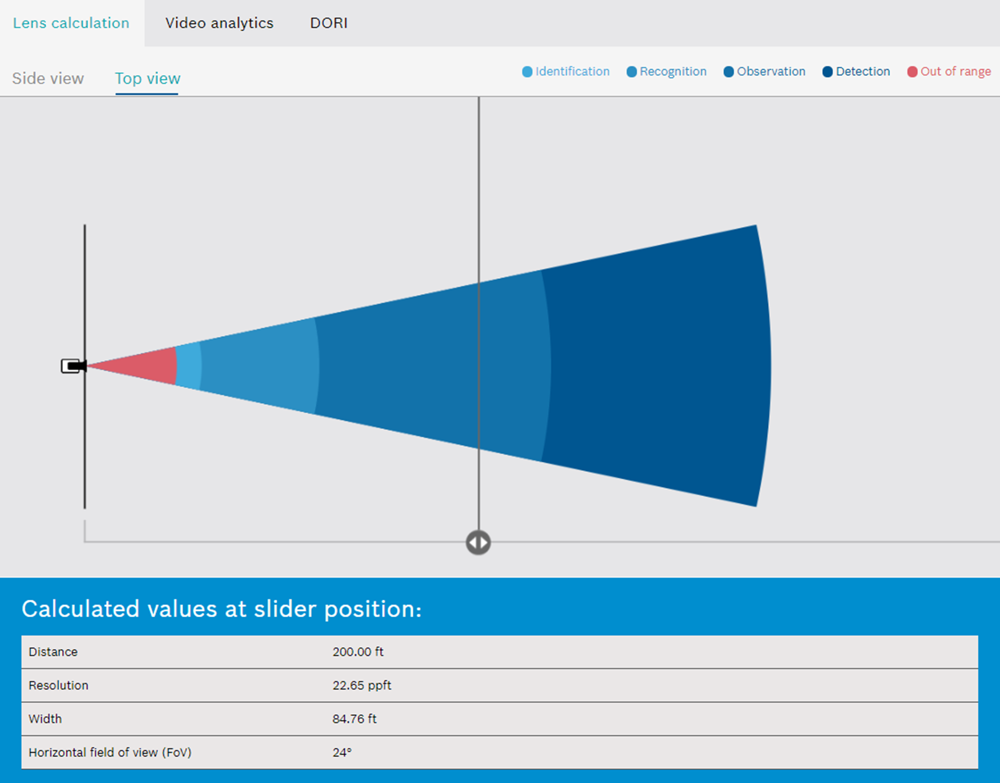 Lens calculation Video analytics DORI
Side view Top view Identification Recognition Observation Detection Out of range
Calculated values at slider position:
Distance 200.00 ft
Resolution 22.65 ppft
Width 84.76 ft
Horizontal field of view (FoV) 24°